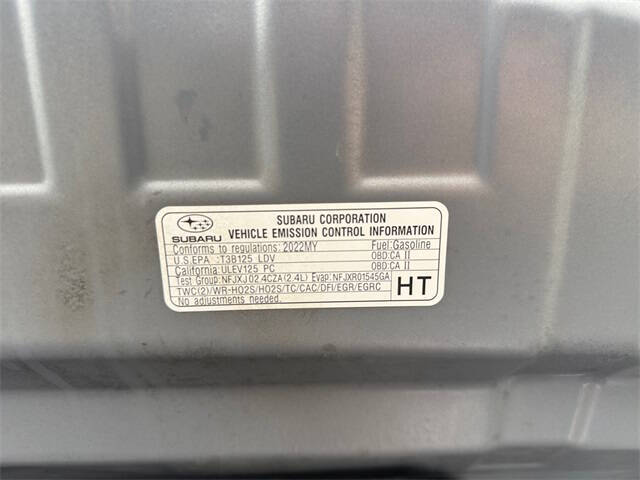 SUBARU
SUBARU CORPORATION
VEHICLE EMISSION CONTROL INFORMATION
Conforms to regulations: 2022MY Fuel:Gasoline
U.S.EPA :T3B125 LDV OBD:CA II
California:ULEV125 PC OBD:CA II
Test Group:NFJXJ02.4CZA(2.4L) Evap:NFJXR01545GA
TWC(2)/WR-HO2S/HO2S/TC/CAC/DFI/EGR/EGRC
No adjustments needed.
HT